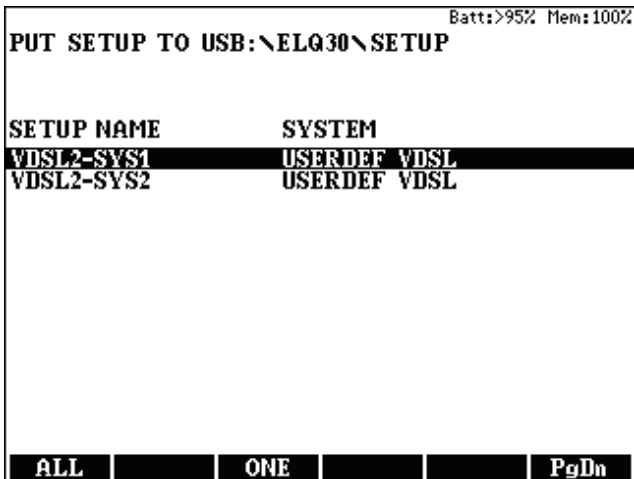 Batt:>95% Mem:100%
PUT SETUP TO USB:\ELQ30\SETUP
SETUP NAME SYSTEM
VDSL2-SYS1 USERDEF VDSL
VDSL2-SYS2 USERDEF VDSL
ALL ONE PgDn